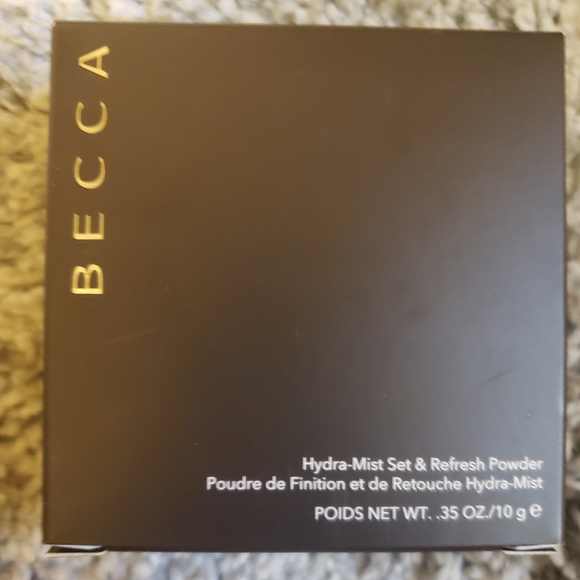 BECCA
Hydra-Mist Set & Refresh Powder
Poudre de Finition et de Retouche Hydra-Mist
POIDS NET WT. .35 OZ./10 g ℮